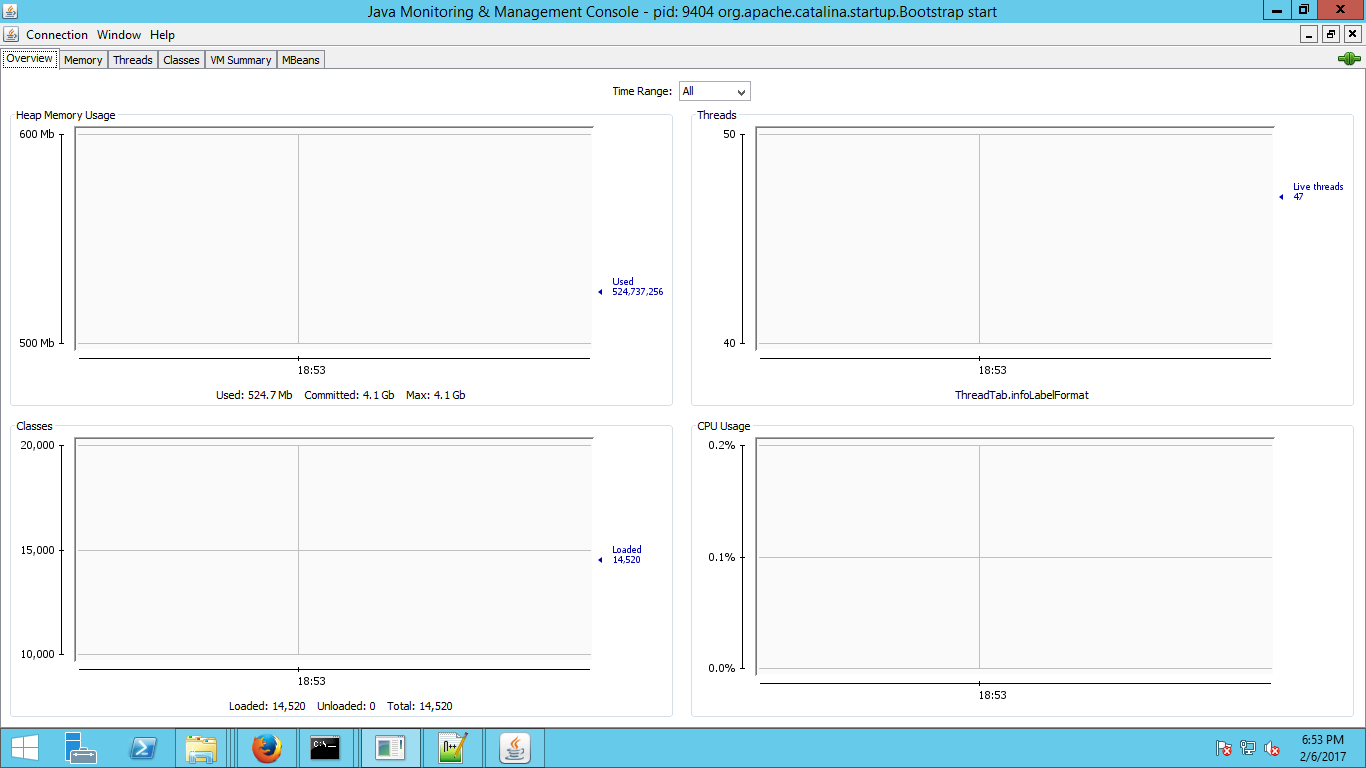 Java Monitoring & Management Console - pid: 9404 org.apache.catalina.startup.Bootstrap start
Connection Window Help
Overview Memory Threads Classes VM Summary MBeans
Time Range: All
Heap Memory Usage
600 Mb
500 Mb
Used
524,737,256
18:53
Used: 524.7 Mb Committed: 4.1 Gb Max: 4.1 Gb
Threads
50
40
Live threads
47
18:53
ThreadTab.infoLabelFormat
Classes
20,000
15,000
10,000
Loaded
14,520
18:53
Loaded: 14,520 Unloaded: 0 Total: 14,520
CPU Usage
0.2%
0.1%
0.0%
18:53
C:\_
6:53 PM
2/6/2017